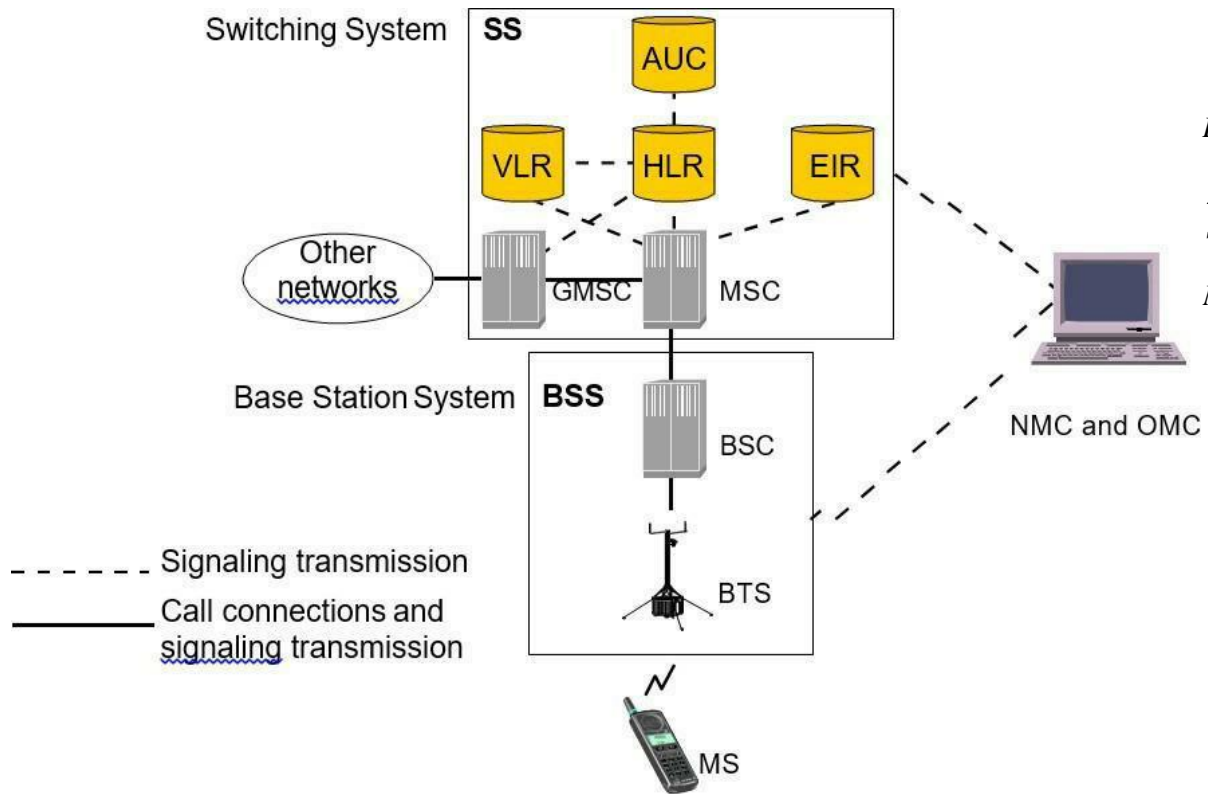 Switching System
SS
AUC
VLR
HLR
EIR
Other
networks
GMSC
MSC
Base Station System
BSS
BSC
NMC and OMC
Signaling transmission
BTS
Call connections and
signaling transmission
MS